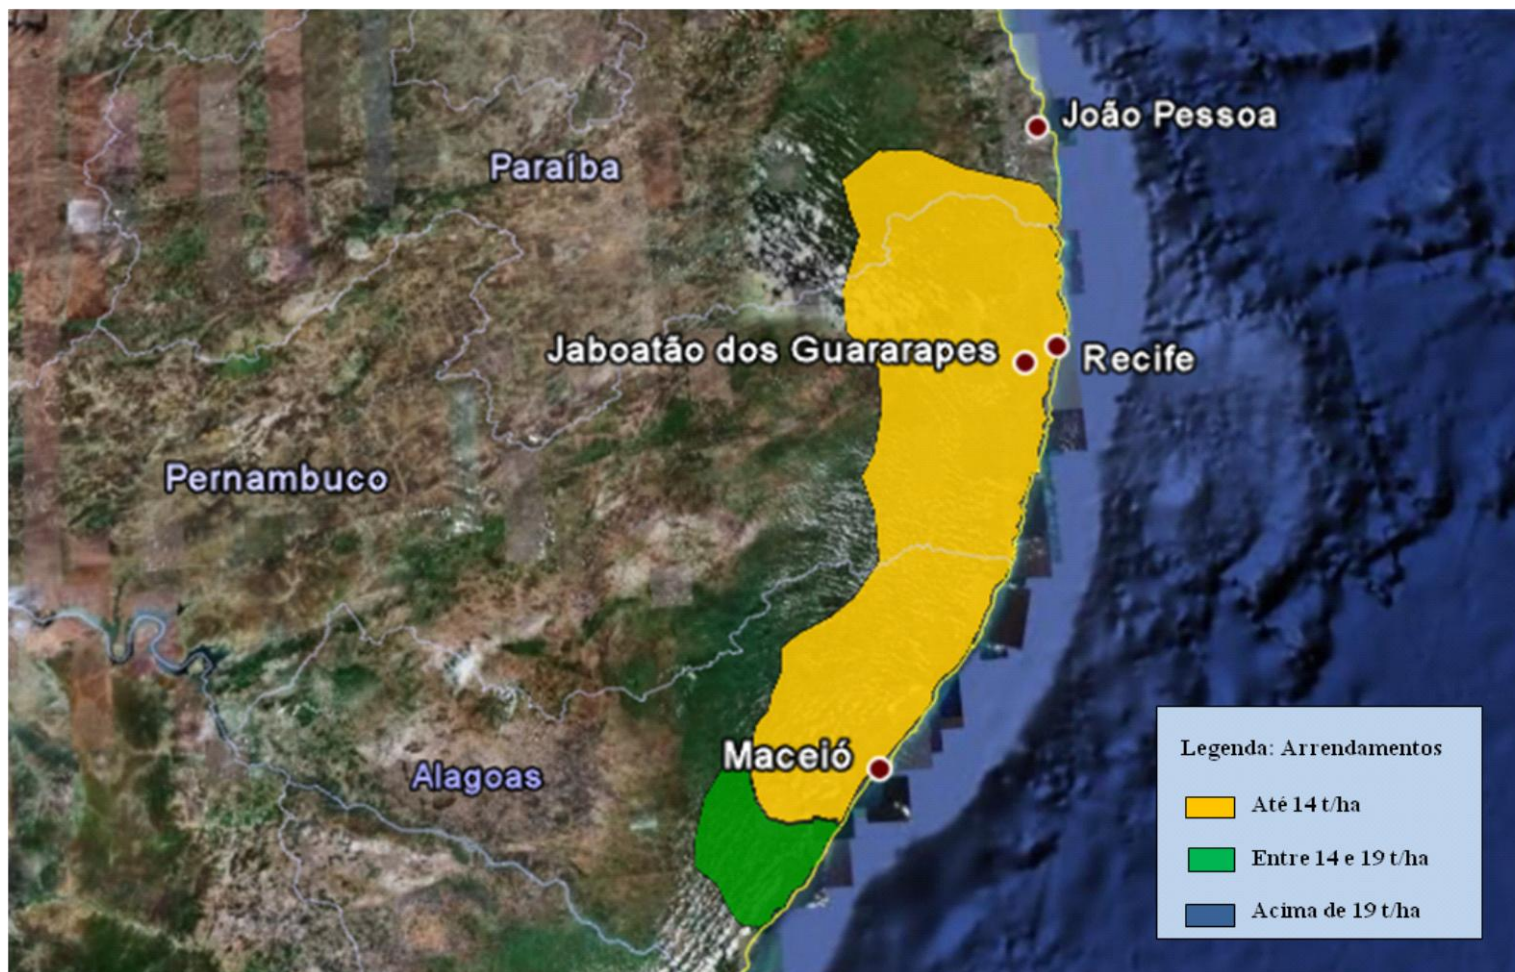 João Pessoa
Paraíba
Jaboatão dos Guararapes
Recife
Pernambuco
Maceió
Alagoas
Legenda: Arrendamentos
Até 14 t/ha
Entre 14 e 19 t/ha
Acima de 19 t/ha